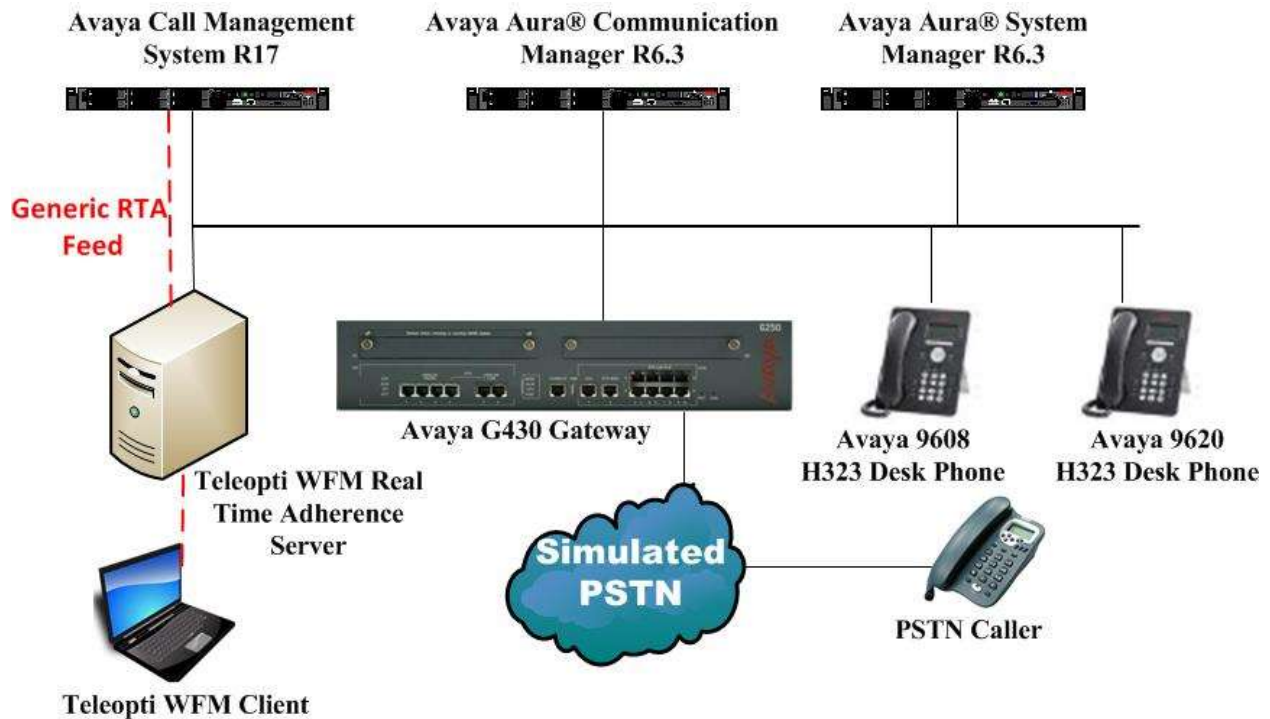 Avaya Call Management
System R17
Avaya Aura® Communication
Manager R6.3
Avaya Aura® System
Manager R6.3
Generic RTA
Feed
G250
AVAYA
Avaya G430 Gateway
Avaya 9608
H323 Desk Phone
Avaya 9620
H323 Desk Phone
Teleopti WFM Real
Time Adherence
Server
Simulated
PSTN
PSTN Caller
Teleopti WFM Client